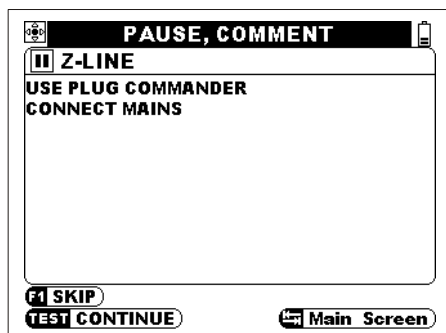 PAUSE, COMMENT
Z-LINE
USE PLUG COMMANDER
CONNECT MAINS
F1 SKIP
TEST CONTINUE
Main Screen